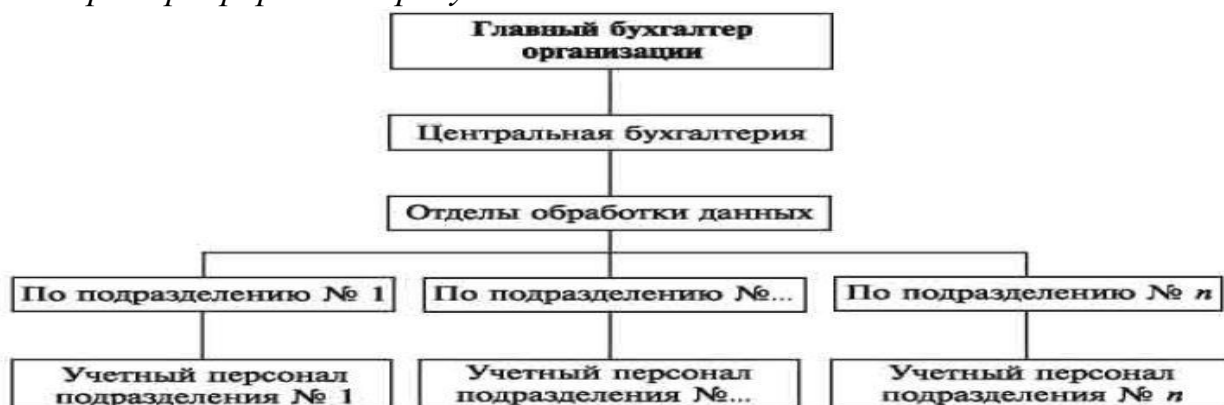 Главный бухгалтер
организации
Центральная бухгалтерия
Отделы обработки данных
По подразделению № 1
По подразделению №...
По подразделению № n
Учетный персонал
подразделения № 1
Учетный персонал
подразделения №...
Учетный персонал
подразделения № n